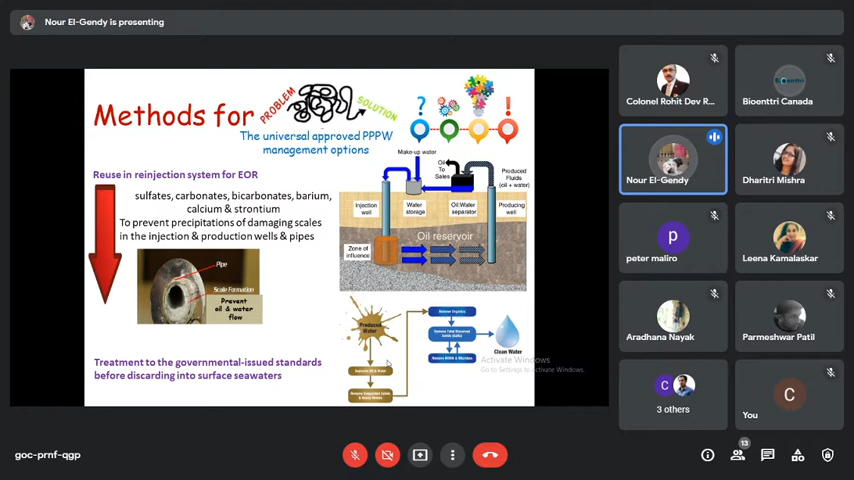 Nour El-Gendy is presenting
Methods for
PROBLEM
SOLUTION
?
!
The universal approved PPPW
management options
Reuse in reinjection system for EOR
sulfates, carbonates, bicarbonates, barium,
calcium & strontium
To prevent precipitations of damaging scales
in the injection & production wells & pipes
Pipe
Scale Formation
Prevent
oil & water
flow
Treatment to the governmental-issued standards
before discarding into surface seawaters
Make-up water
Oil
To
Sales
Produced
Fluids
(oil + water)
Injection
well
Water
storage
Oil:Water
separator
Producing
well
Oil reservoir
Zone of
influence
Produced
Water
Separate Oil & Water
Remove Organics
Clean Water
Activate Windows
Go to Settings to activate Windows.
Colonel Rohit Dev R...
Bioenttri
Bioenttri Canada
Nour El-Gendy
Dharitri Mishra
p
peter maliro
Leena Kamalaskar
Aradhana Nayak
Parmeshwar Patil
C
3 others
C
You
goc-prnf-qgp
13